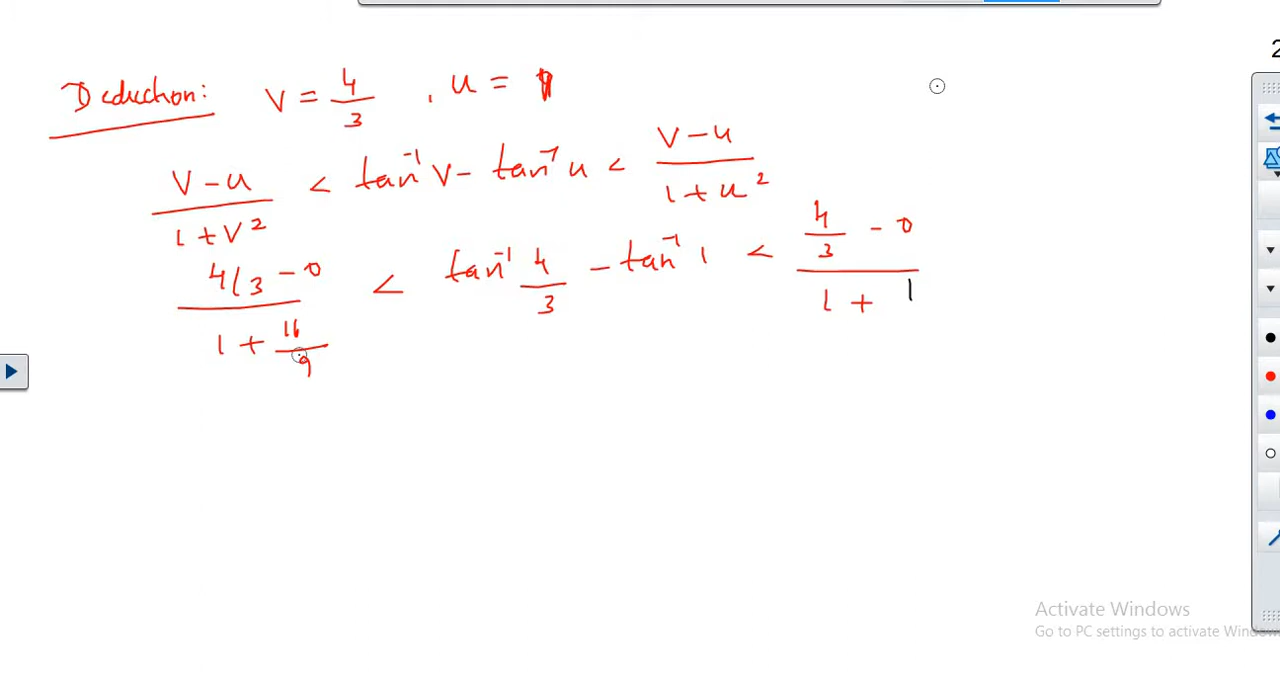 Deduction: v = 4/3 , u = 1
(v - u)/(1 + v²) < tan⁻¹ v - tan⁻¹ u < (v - u)/(1 + u²)
(4/3 - 0)/(1 + 16/9) < tan⁻¹ 4/3 - tan⁻¹ 1 < (4/3 - 0)/(1 + 1)
Activate Windows
Go to PC settings to activate Windows